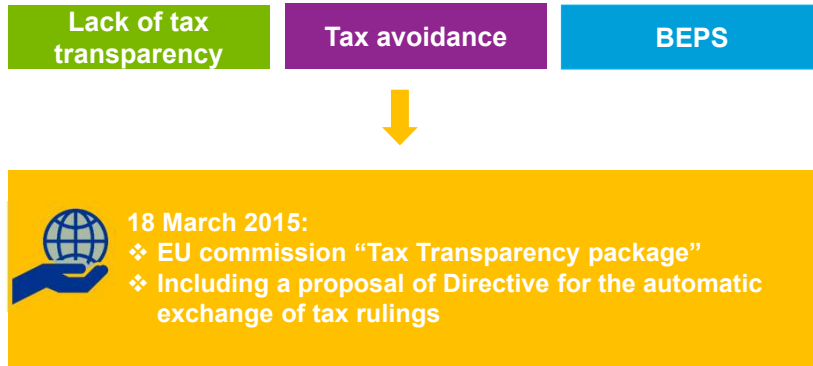 Lack of tax
transparency
Tax avoidance
BEPS
18 March 2015:
❖ EU commission “Tax Transparency package”
❖ Including a proposal of Directive for the automatic
exchange of tax rulings